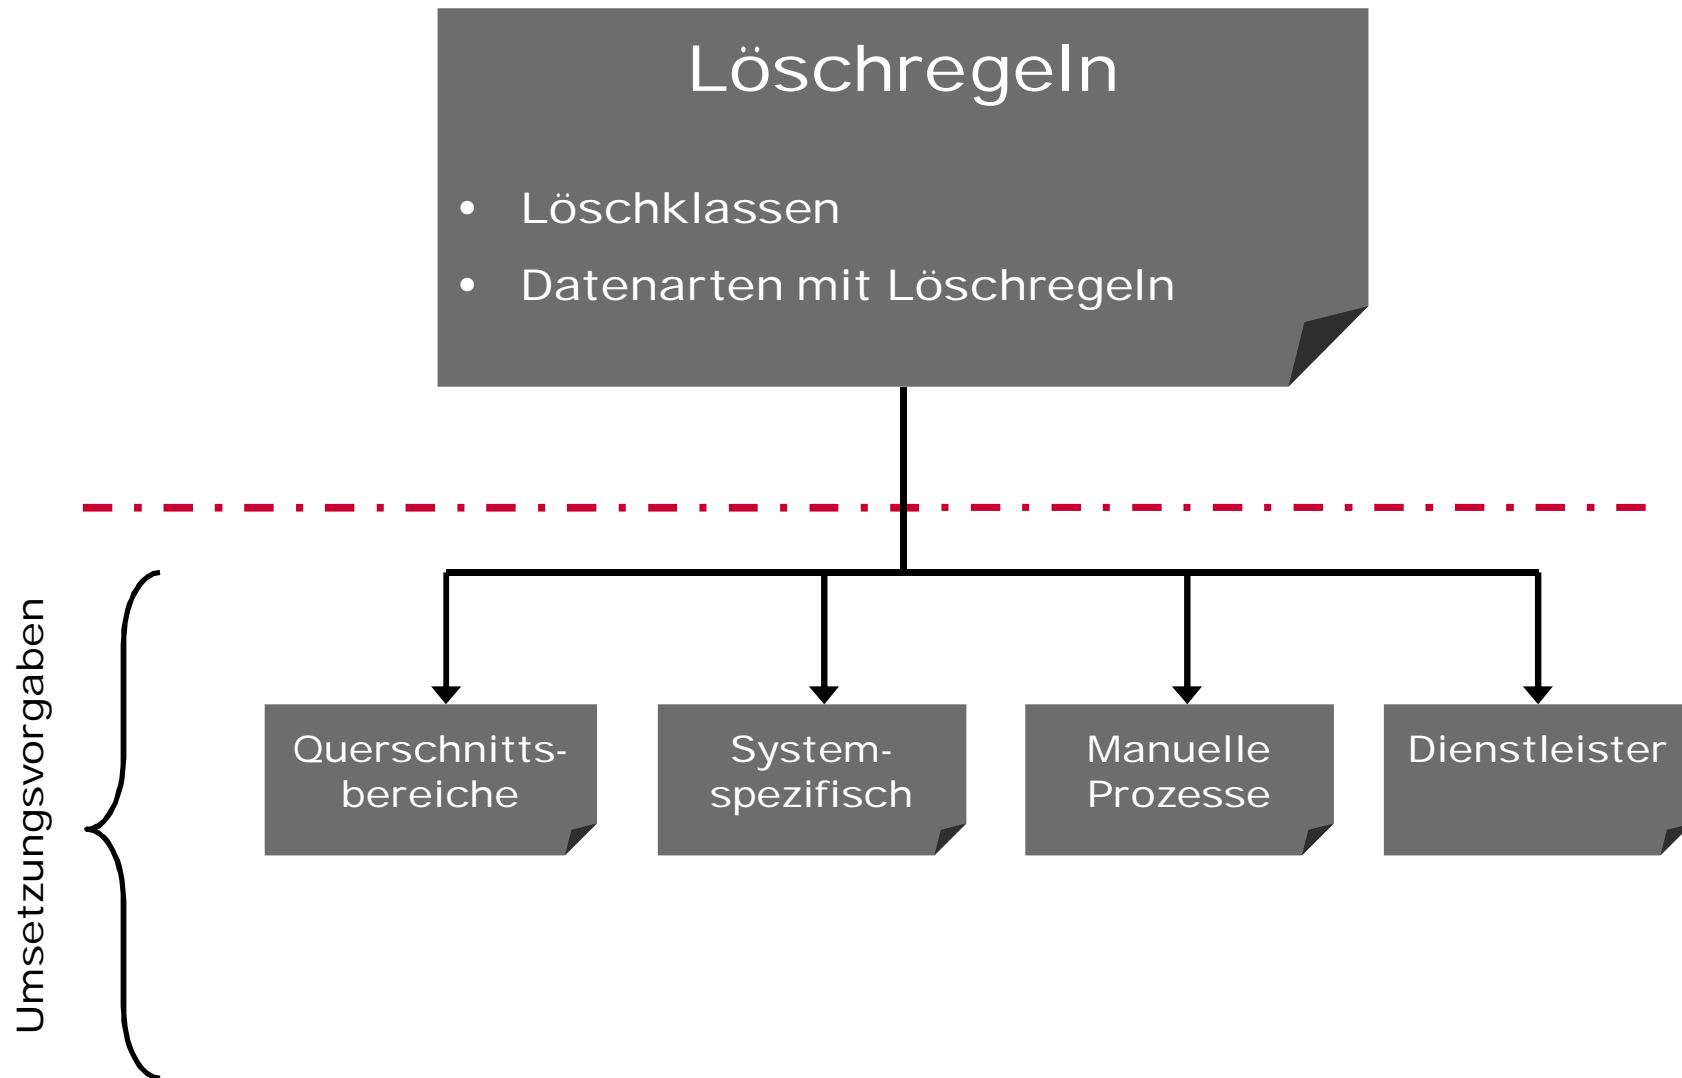 Löschregeln
• Löschklassen
• Datenarten mit Löschregeln
Umsetzungsvorgaben
Querschnitts-
bereiche
System-
spezifisch
Manuelle
Prozesse
Dienstleister